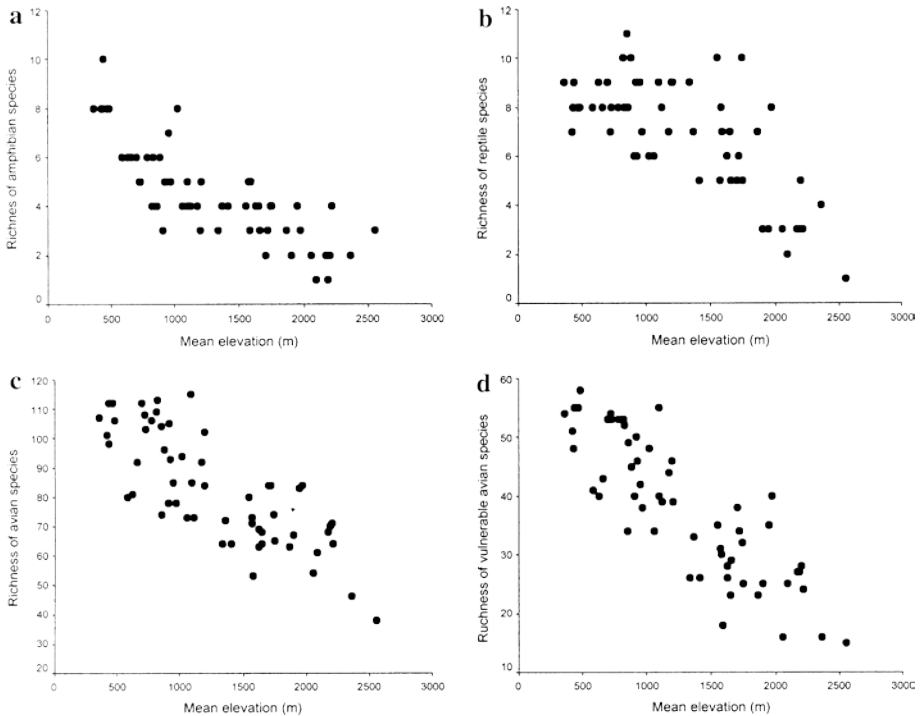 a
Richnes of amphibian species
12
10
8
6
4
2
0
0 500 1000 1500 2000 2500 3000
Mean elevation (m)
b
Richness of reptile species
12
10
8
6
4
2
0
0 500 1000 1500 2000 2500 3000
Mean elevation (m)
c
Richness of avian species
120
110
100
90
80
70
60
50
40
30
20
0 500 1000 1500 2000 2500 3000
Mean elevation (m)
d
Ruchness of vulnerable avian species
60
50
40
30
20
10
0 500 1000 1500 2000 2500 3000
Mean elevation (m)